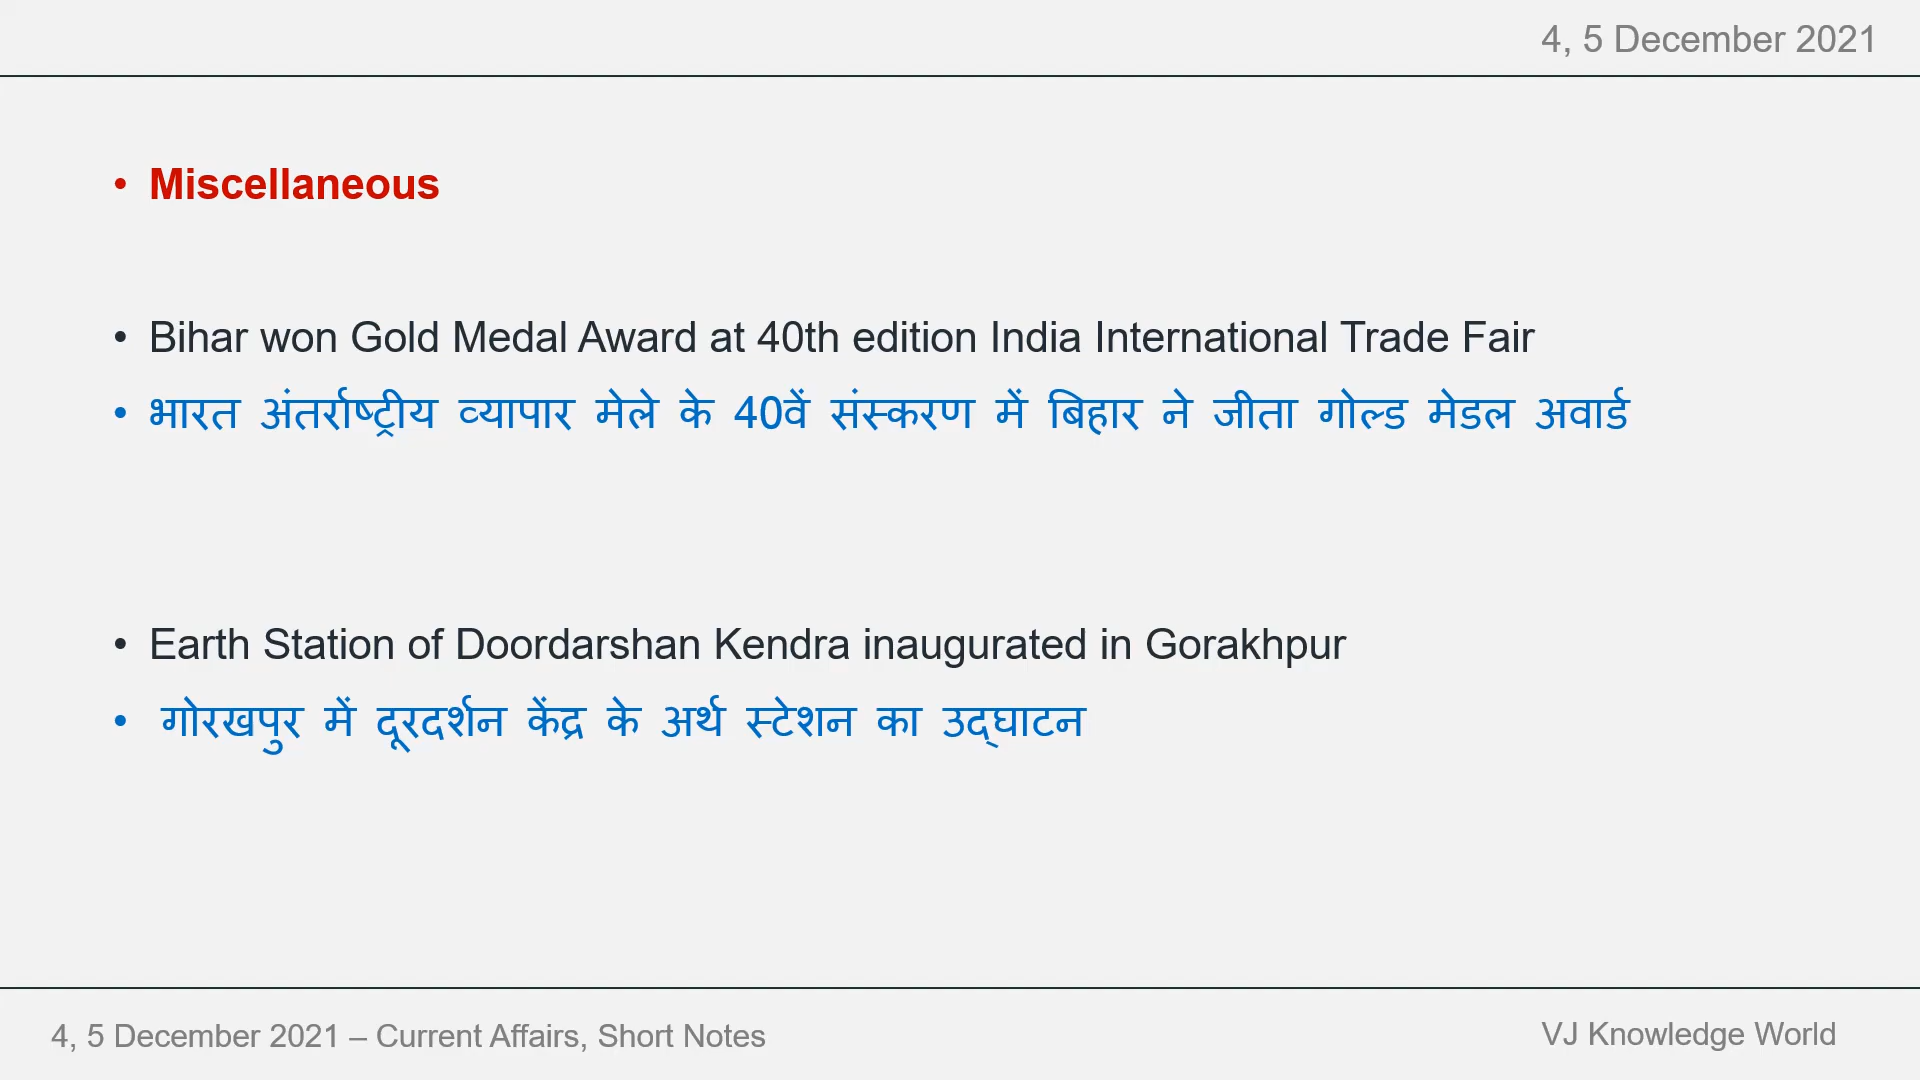 4, 5 December 2021
• Miscellaneous
• Bihar won Gold Medal Award at 40th edition India International Trade Fair
• भारत अंतर्राष्ट्रीय व्यापार मेले के 40वें संस्करण में बिहार ने जीता गोल्ड मेडल अवार्ड
• Earth Station of Doordarshan Kendra inaugurated in Gorakhpur
• गोरखपुर में दूरदर्शन केंद्र के अर्थ स्टेशन का उद्घाटन
4, 5 December 2021 – Current Affairs, Short Notes
VJ Knowledge World